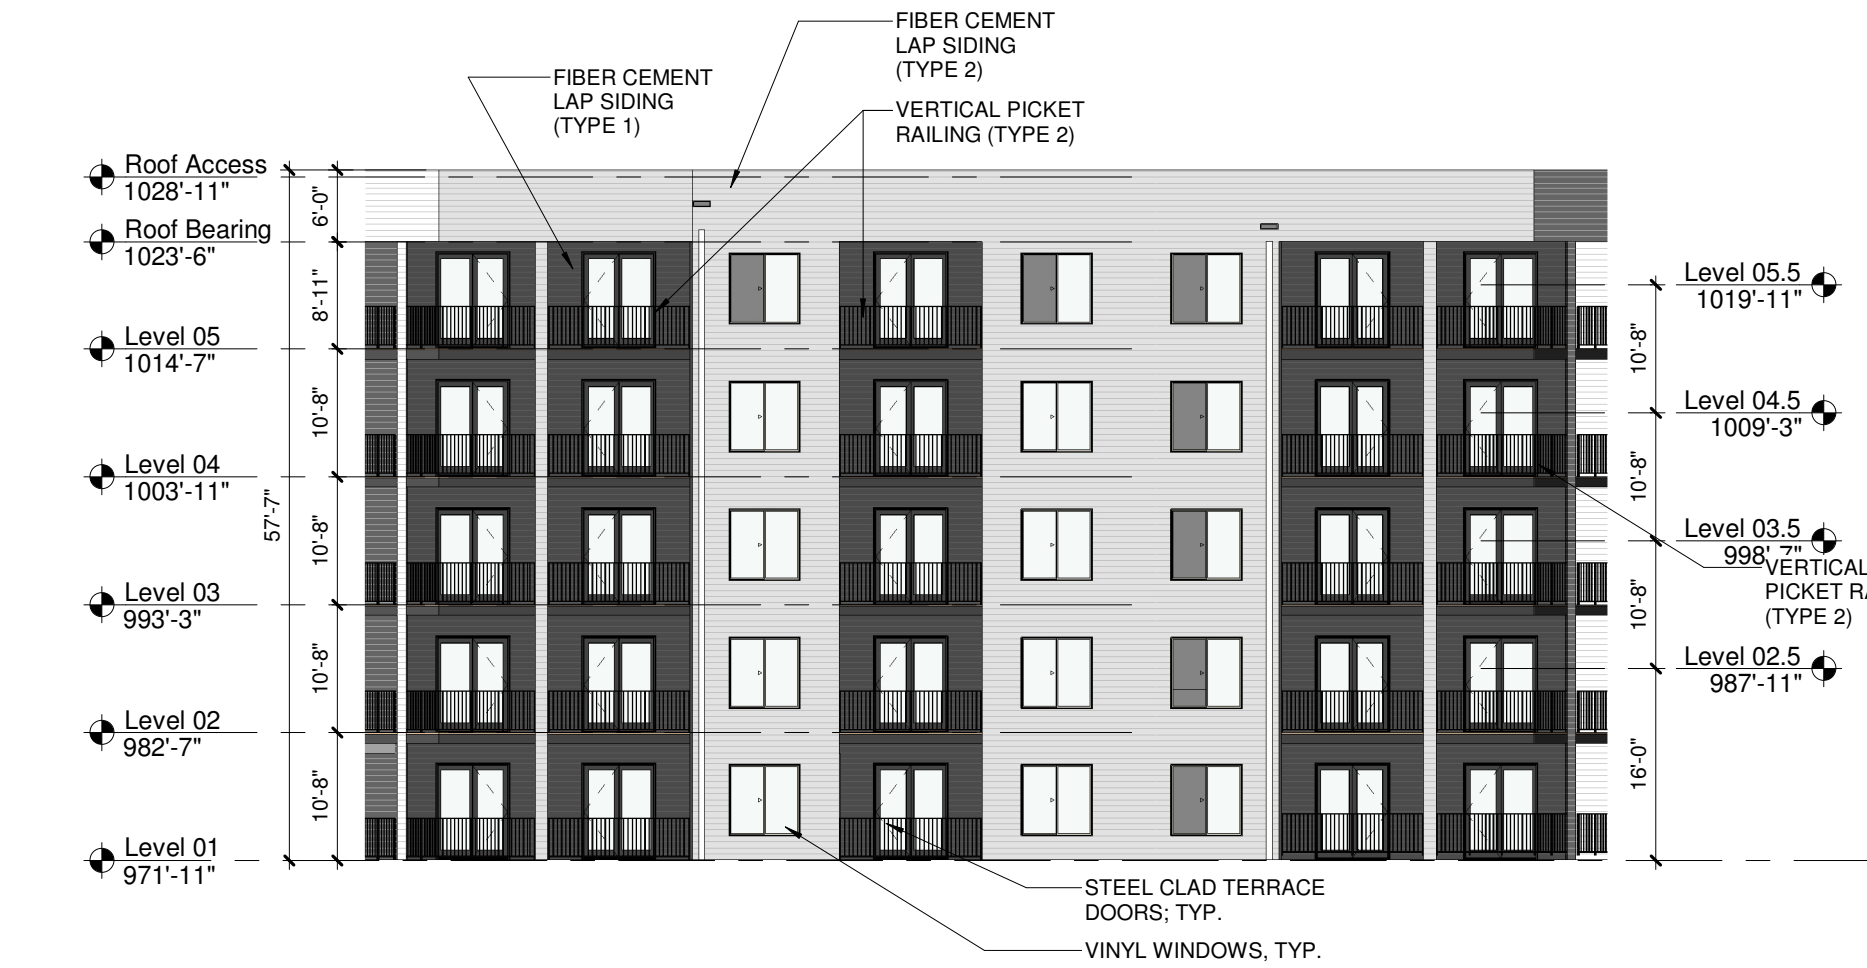 FIBER CEMENT
LAP SIDING
(TYPE 2)
FIBER CEMENT
LAP SIDING
(TYPE 1)
VERTICAL PICKET
RAILING (TYPE 2)
Roof Access
1028'-11"
6'-0"
Roof Bearing
1023'-6"
8'-11"
Level 05
1014'-7"
10'-8"
Level 04
1003'-11"
57'-7"
10'-8"
Level 03
993'-3"
10'-8"
Level 02
982'-7"
10'-8"
Level 01
971'-11"
Level 05.5
1019'-11"
10'-8"
Level 04.5
1009'-3"
10'-8"
Level 03.5
998'-7"
VERTICAL
PICKET RA
(TYPE 2)
10'-8"
Level 02.5
987'-11"
16'-0"
STEEL CLAD TERRACE
DOORS; TYP.
VINYL WINDOWS, TYP.